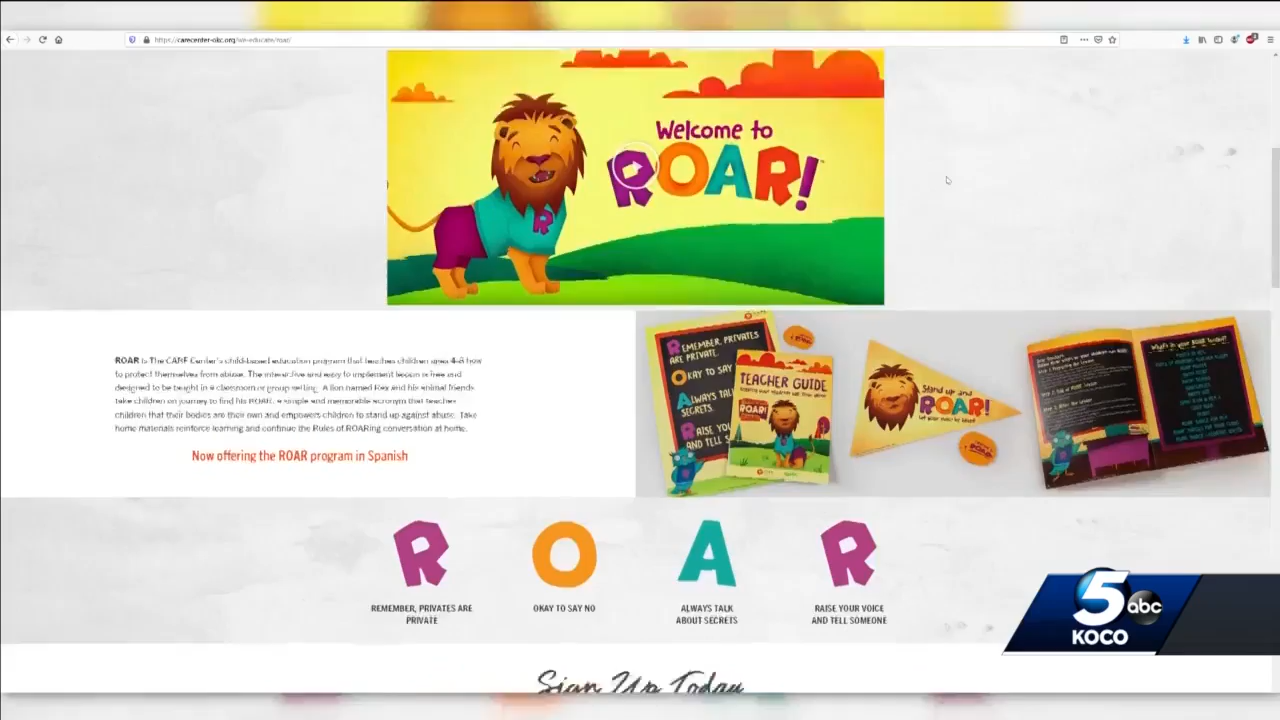 https://carecenter-okc.org/we-educate/roar/
Welcome to
ROAR!
R
ROAR is The CARE Center's child-based education program that teaches children ages 4-8 how
to protect themselves from abuse. The interactive and easy to implement lesson is free and
designed to be taught in a classroom or group setting. A lion named Rex and his animal friends
take children on journey to find his ROAR, a simple and memorable acronym that teaches
children that their bodies are their own and empowers children to stand up against abuse. Take
home materials reinforce learning and continue the Rules of ROARing conversation at home.
Now offering the ROAR program in Spanish
REMEMBER, PRIVATES
ARE PRIVATE.
OKAY TO SAY
ALWAYS TAL
SECRETS.
RAISE YOU
AND TELL S
TEACHER GUIDE
ROAR!
Stand up and
ROAR!
R O A R
REMEMBER, PRIVATES ARE
PRIVATE
OKAY TO SAY NO
ALWAYS TALK
ABOUT SECRETS
RAISE YOUR VOICE
AND TELL SOMEONE
5 abc
KOCO
Sign Up Today